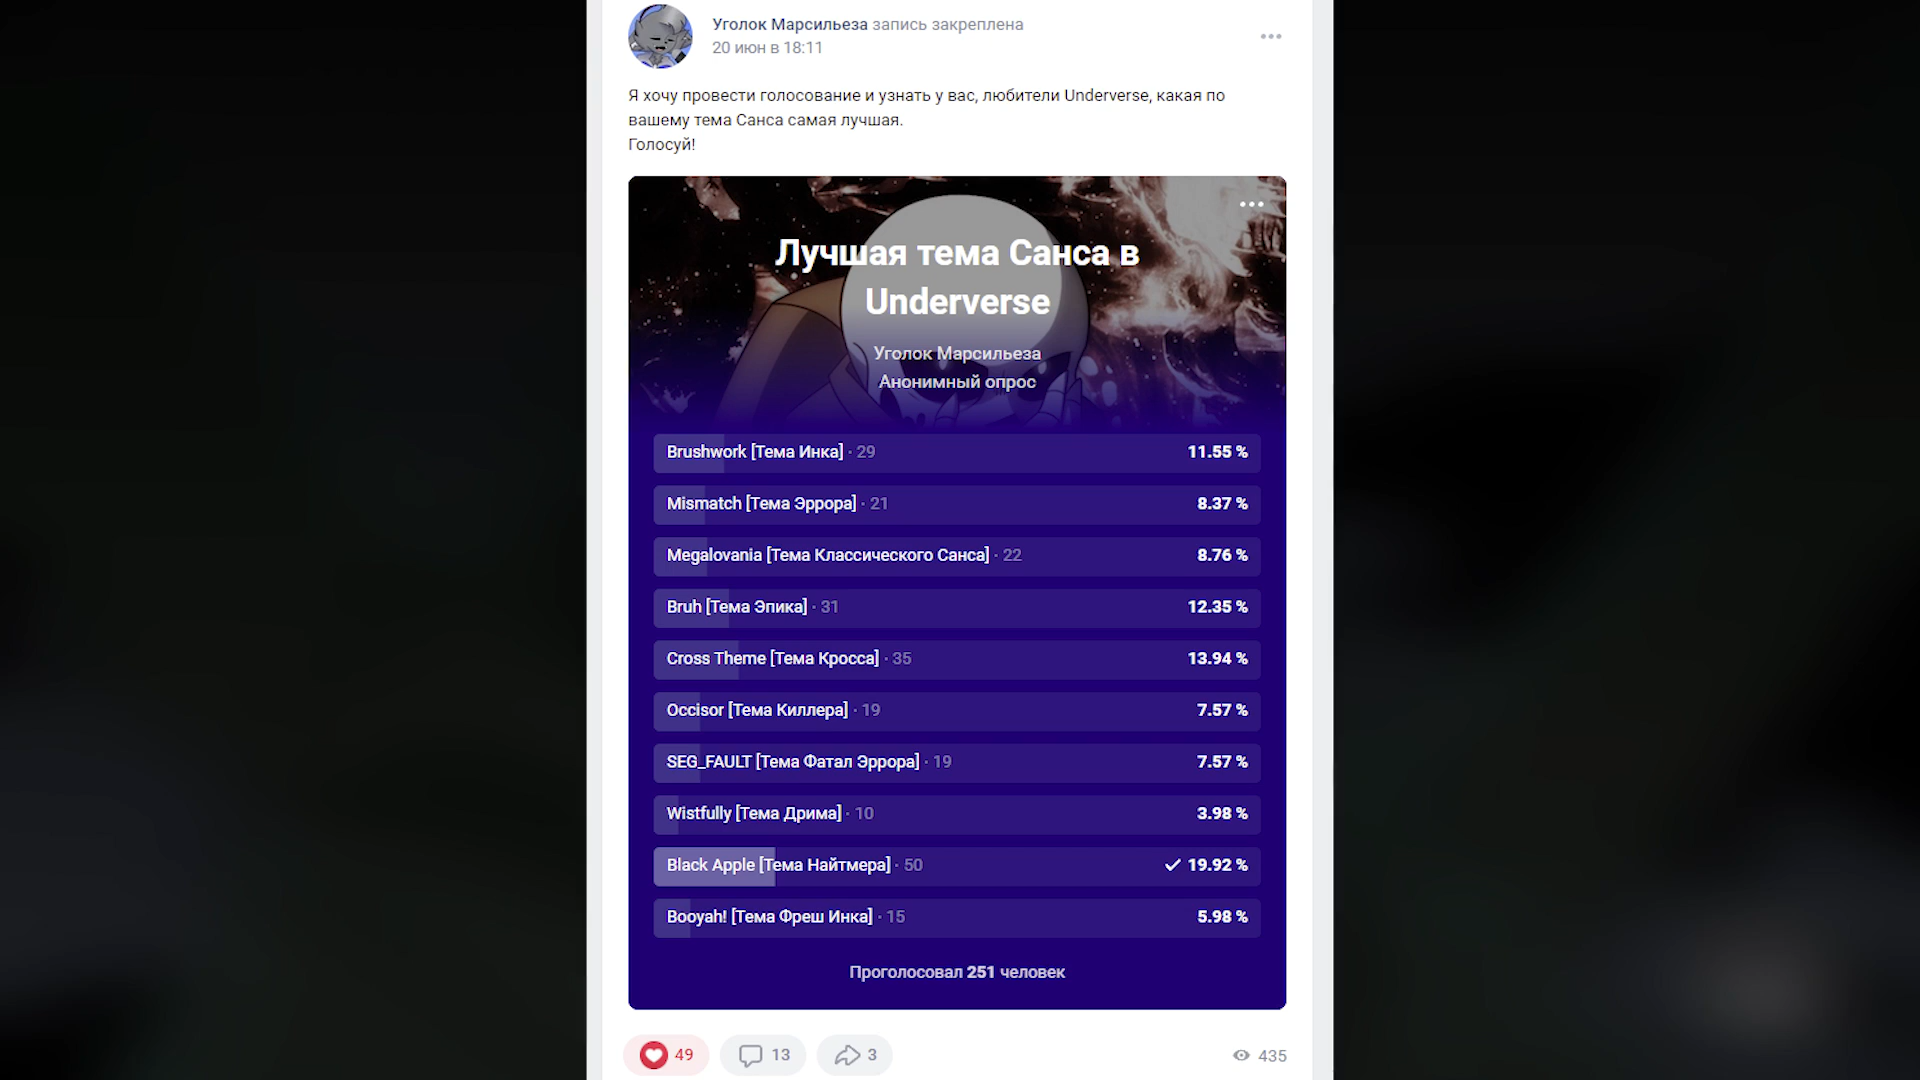 Уголок Марсильеза запись закреплена
20 июн в 18:11
Я хочу провести голосование и узнать у вас, любители Underverse, какая по
вашему тема Санса самая лучшая.
Голосуй!
Лучшая тема Санса в
Underverse
Уголок Марсильеза
Анонимный опрос
Brushwork [Тема Инка] · 29 11.55 %
Mismatch [Тема Эррора] · 21 8.37 %
Megalovania [Тема Классического Санса] · 22 8.76 %
Bruh [Тема Эпика] · 31 12.35 %
Cross Theme [Тема Кросса] · 35 13.94 %
Occisor [Тема Киллера] · 19 7.57 %
SEG_FAULT [Тема Фатал Эррора] · 19 7.57 %
Wistfully [Тема Дрима] · 10 3.98 %
Black Apple [Тема Найтмера] · 50 19.92 %
Booyah! [Тема Фреш Инка] · 15 5.98 %
Проголосовал 251 человек
49 13 3 435